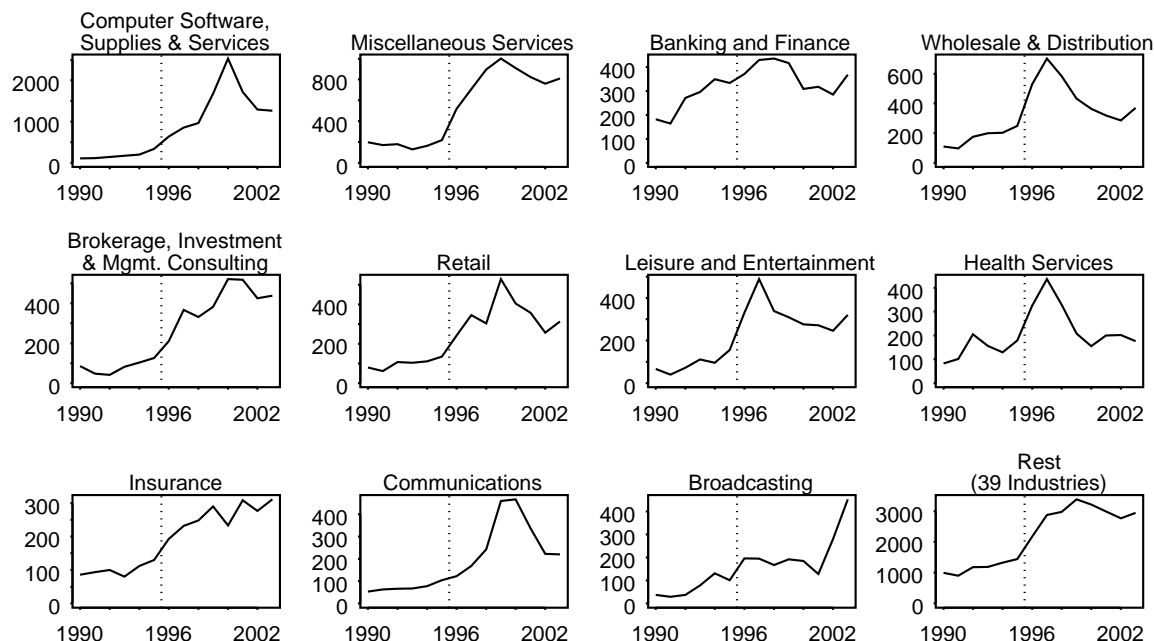 Computer Software,
Supplies & Services
0 1000 2000
1990 1996 2002
Miscellaneous Services
0 400 800
1990 1996 2002
Banking and Finance
0 100 200 300 400
1990 1996 2002
Wholesale & Distribution
0 200 400 600
1990 1996 2002
Brokerage, Investment
& Mgmt. Consulting
0 200 400
1990 1996 2002
Retail
0 200 400
1990 1996 2002
Leisure and Entertainment
0 200 400
1990 1996 2002
Health Services
0 100 200 300 400
1990 1996 2002
Insurance
0 100 200 300
1990 1996 2002
Communications
0 100 200 300 400
1990 1996 2002
Broadcasting
0 100 200 300 400
1990 1996 2002
Rest
(39 Industries)
0 1000 2000 3000
1990 1996 2002